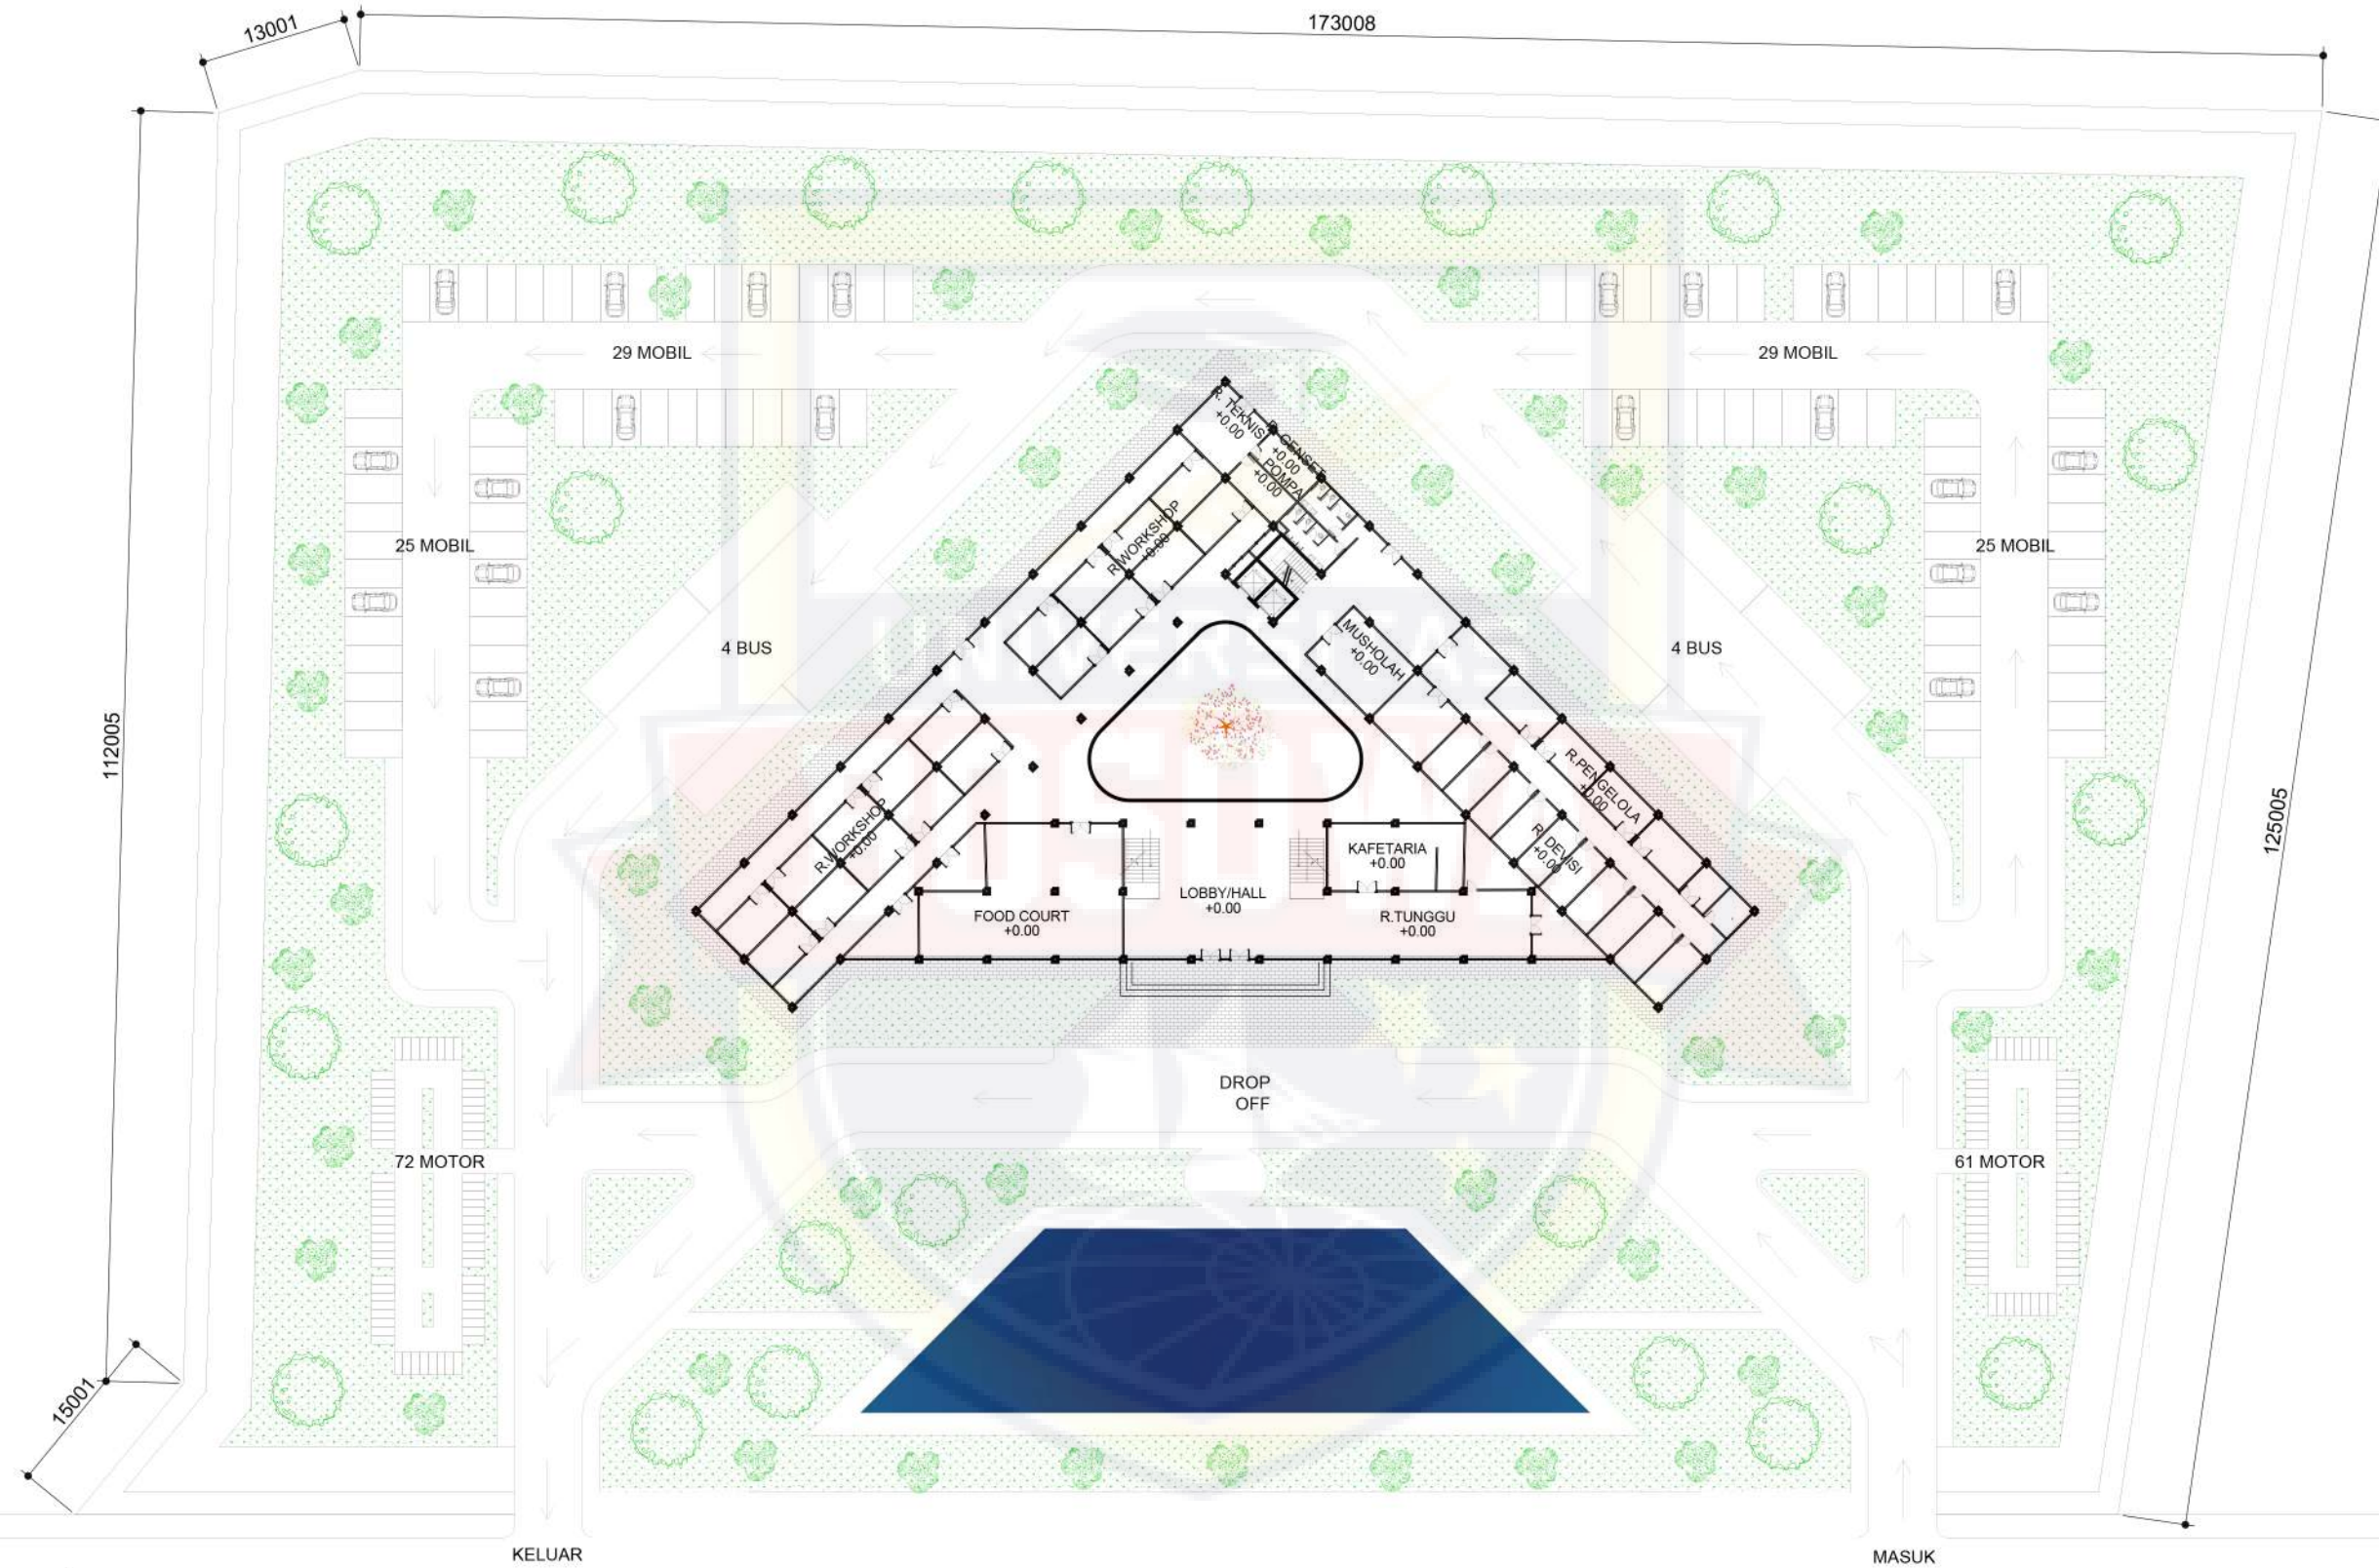 13001
173008
29 MOBIL
29 MOBIL
R. TEKNIS
+0.00
R. GENSET
+0.00
POMPA
+0.00
R.WORKSHOP
+0.00
25 MOBIL
25 MOBIL
4 BUS
4 BUS
MUSHOLAH
+0.00
UNIVERSITAS
BOSOWA
112005
125005
R.PENGELOLA
+0.00
R.WORKSHOP
+0.00
R. DEVISI
+0.00
KAFETARIA
+0.00
LOBBY/HALL
+0.00
FOOD COURT
+0.00
R.TUNGGU
+0.00
DROP
OFF
72 MOTOR
61 MOTOR
15001
KELUAR
MASUK